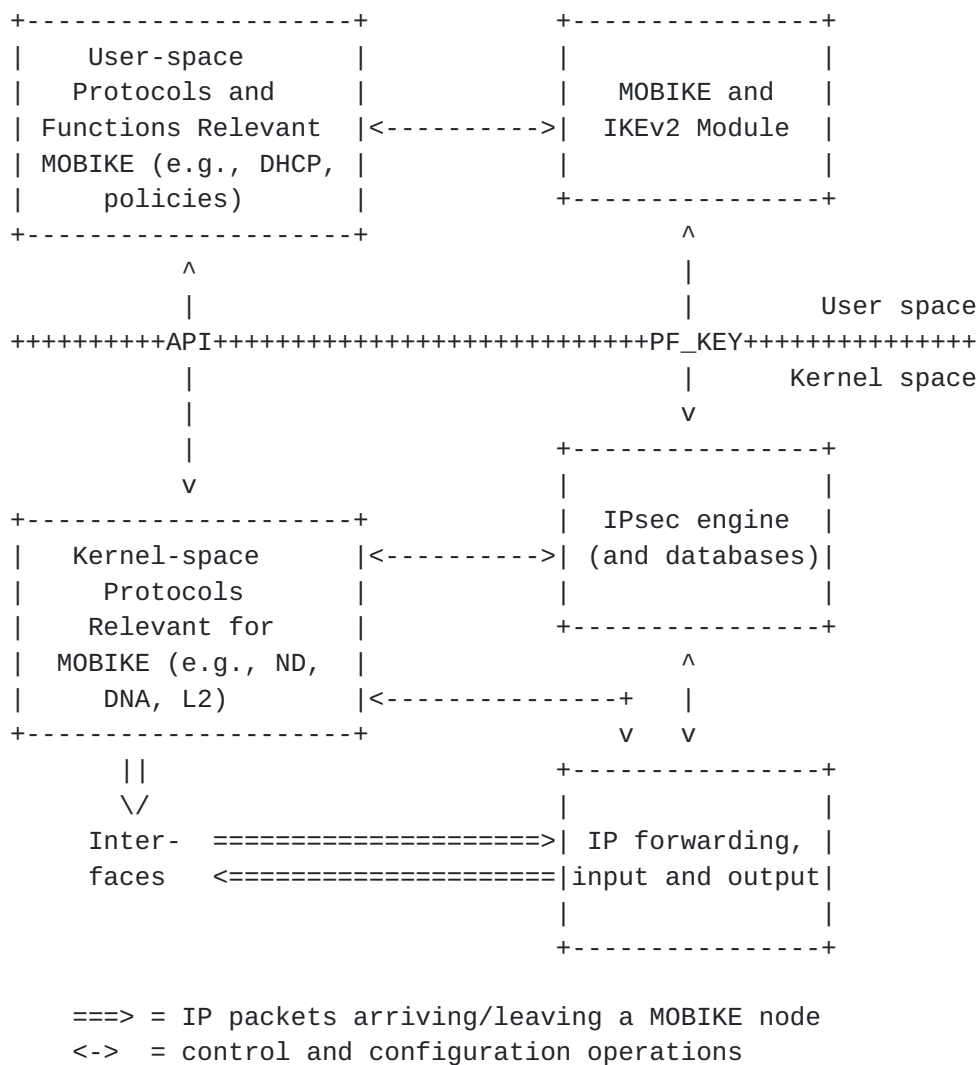 +---------------------+            +----------------+
|     User-space       |            |                |
|    Protocols and     |            |   MOBIKE and   |
| Functions Relevant  |<---------->|  IKEv2 Module  |
| MOBIKE (e.g., DHCP, |            |                |
|      policies)       |            +----------------+
+---------------------+                    ^
           ^                               |
           |                               |       User space
++++++++++API++++++++++++++++++++++++++++PF_KEY+++++++++++++++
           |                               |     Kernel space
           |                               v
           |                       +----------------+
           v                       |                |
+---------------------+            |  IPsec engine  |
|    Kernel-space     |<---------->| (and databases)|
|      Protocols      |            |                |
|     Relevant for    |            +----------------+
|  MOBIKE (e.g., ND,  |                    ^
|      DNA, L2)       |<---------------+   |
+---------------------+                v   v
       ||                          +----------------+
       \/                          |                |
     Inter-  =====================>| IP forwarding, |
     faces   <=====================|input and output|
                                   |                |
                                   +----------------+
===> = IP packets arriving/leaving a MOBIKE node
<-> = control and configuration operations